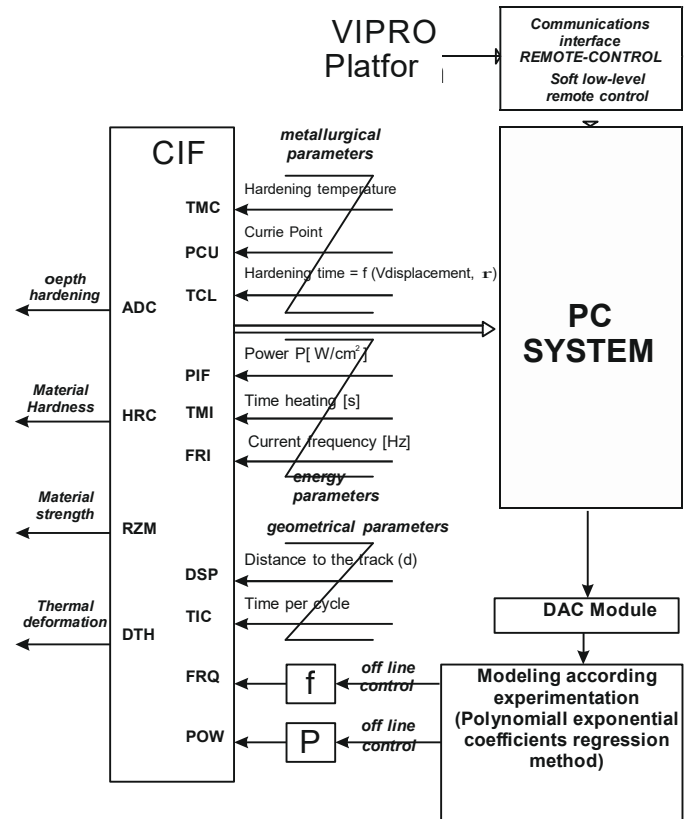 VIPRO
Platfor
Communications
interface
REMOTE-CONTROL
Soft low-level
remote control
CIF
metallurgical
parameters
TMC
Hardening temperature
PCU
Currie Point
TCL
Hardening time = f (Vdisplacement, r)
oepth
hardening
ADC
PC
SYSTEM
PIF
Power P[ W/cm²]
Material
Hardness
HRC
TMI
Time heating [s]
FRI
Current frequency [Hz]
energy
parameters
Material
strength
RZM
geometrical parameters
DSP
Distance to the track (d)
TIC
Time per cycle
Thermal
deformation
DTH
DAC Module
FRQ
f
off line
control
POW
P
off line
control
Modeling according
experimentation
(Polynomiall exponential
coefficients regression
method)